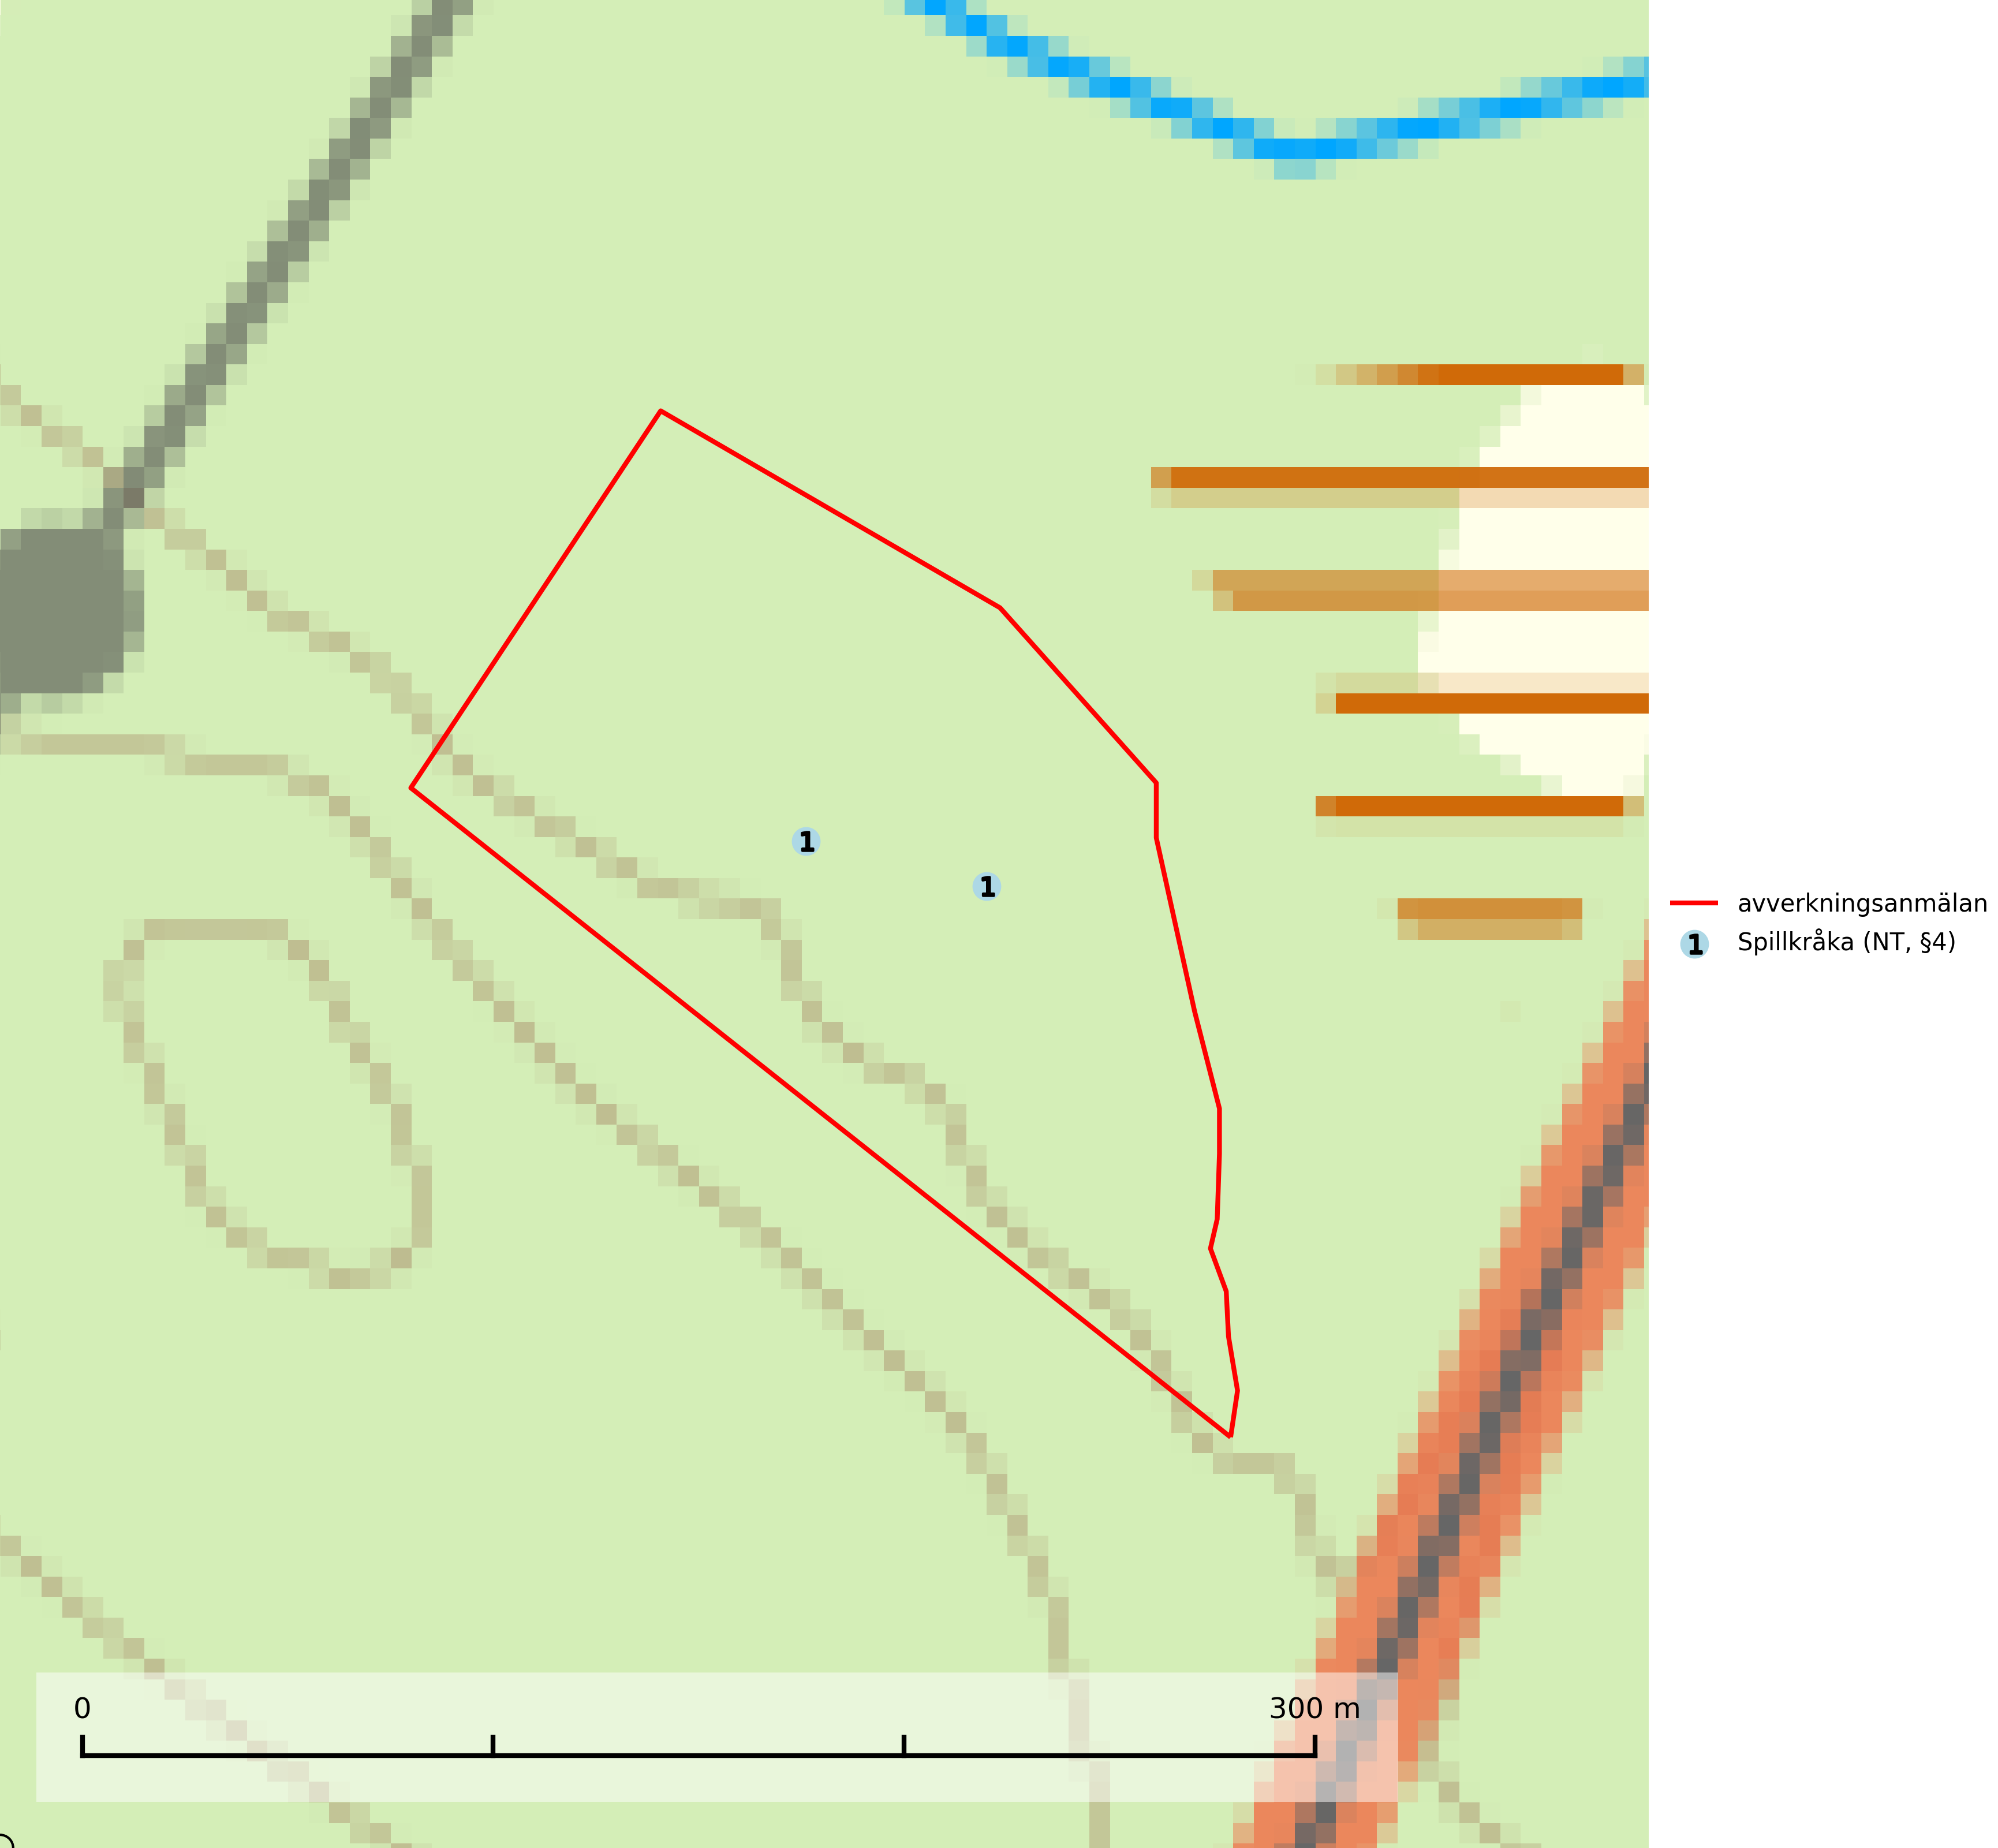 1
1
avverkningsanmälan
1 Spillkråka (NT, §4)
0 300 m